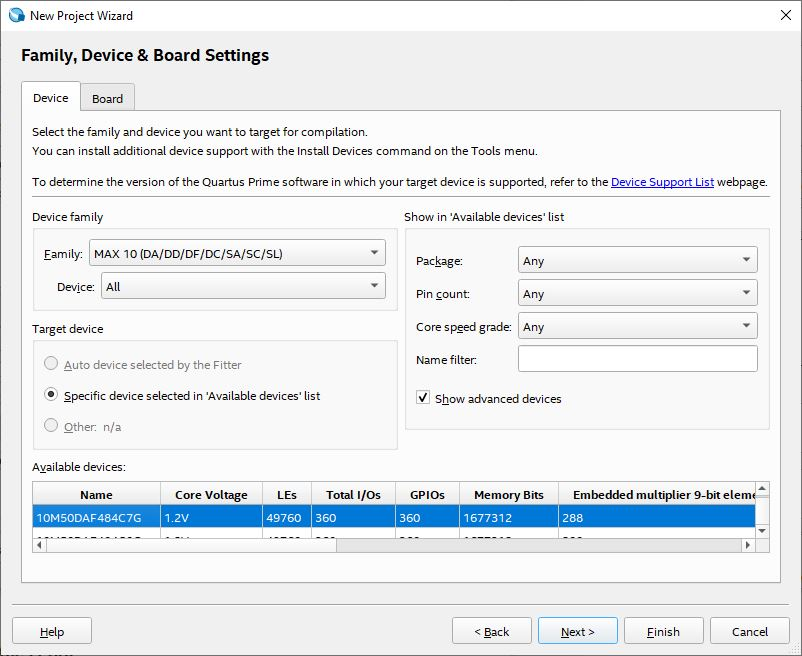 New Project Wizard
Family, Device & Board Settings
Device
Board
Select the family and device you want to target for compilation.
You can install additional device support with the Install Devices command on the Tools menu.
To determine the version of the Quartus Prime software in which your target device is supported, refer to the Device Support List webpage.
Device family
Family: MAX 10 (DA/DD/DF/DC/SA/SC/SL)
Device: All
Target device
Auto device selected by the Fitter
Specific device selected in 'Available devices' list
Other: n/a
Show in 'Available devices' list
Package: Any
Pin count: Any
Core speed grade: Any
Name filter:
Show advanced devices
Available devices:
Name Core Voltage LEs Total I/Os GPIOs Memory Bits Embedded multiplier 9-bit eleme
10M50DAF484C7G 1.2V 49760 360 360 1677312 288
Help
< Back
Next >
Finish
Cancel